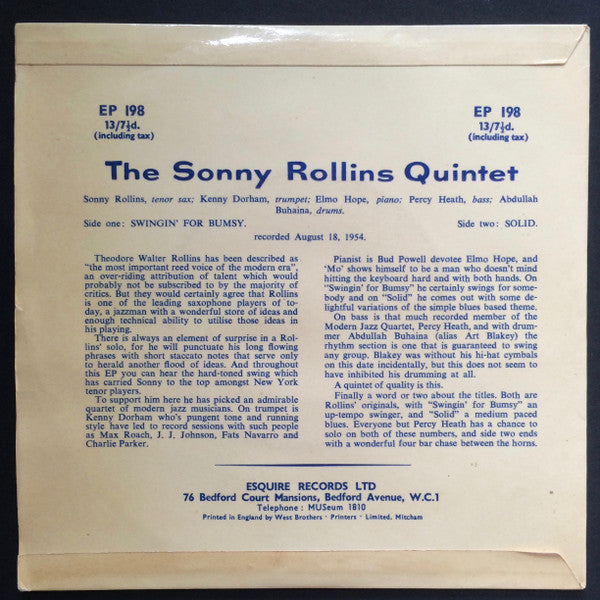 EP 198
13/7½d.
(including tax)
EP 198
13/7½d.
(including tax)
The Sonny Rollins Quintet
Sonny Rollins, tenor sax; Kenny Dorham, trumpet; Elmo Hope, piano; Percy Heath, bass; Abdullah
Buhaina, drums.
Side one: SWINGIN' FOR BUMSY.
Side two: SOLID.
recorded August 18, 1954.
Theodore Walter Rollins has been described as
"the most important reed voice of the modern era",
an over-riding attribution of talent which would
probably not be subscribed to by the majority of
critics. But they would certainly agree that Rollins
is one of the leading saxophone players of to-
day, a jazzman with a wonderful store of ideas and
enough technical ability to utilise those ideas in
his playing.
There is always an element of surprise in a Rol-
lins' solo, for he will punctuate his long flowing
phrases with short staccato notes that serve only
to herald another flood of ideas. And throughout
this EP you can hear the hard-toned swing which
has carried Sonny to the top amongst New York
tenor players.
To support him here he has picked an admirable
quartet of modern jazz musicians. On trumpet is
Kenny Dorham who's pungent tone and running
style have led to record sessions with such people
as Max Roach, J. J. Johnson, Fats Navarro and
Charlie Parker.
Pianist is Bud Powell devotee Elmo Hope, and
'Mo' shows himself to be a man who doesn't mind
hitting the keyboard hard and with both hands. On
"Swingin' for Bumsy" he certainly swings for some-
body and on "Solid" he comes out with some de-
lightful variations of the simple blues based theme.
On bass is that much recorded member of the
Modern Jazz Quartet, Percy Heath, and with drum-
mer Abdullah Buhaina (alias Art Blakey) the
rhythm section is one that is guaranteed to swing
any group. Blakey was without his hi-hat cymbals
on this date incidentally, but this does not seem to
have inhibited his drumming at all.
A quintet of quality is this.
Finally a word or two about the titles. Both are
Rollins' originals, with "Swingin' for Bumsy" an
up-tempo swinger, and "Solid" a medium paced
blues. Everyone but Percy Heath has a chance to
solo on both of these numbers, and side two ends
with a wonderful four bar chase between the horns.
ESQUIRE RECORDS LTD
76 Bedford Court Mansions, Bedford Avenue, W.C.1
Telephone: MUSeum 1810
Printed in England by West Brothers · Printers · Limited, Mitcham